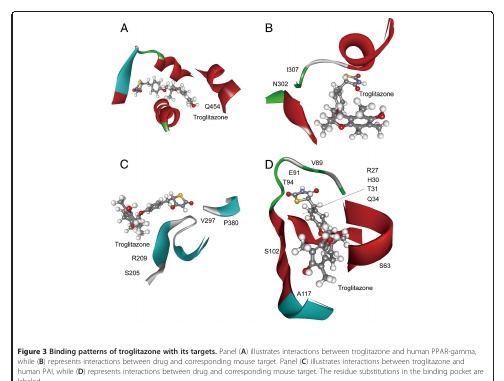 A
B
I307
N302
Troglitazone
Q454
Troglitazone
C
D
V89
E91
T94
R27
H30
T31
Q34
V297
P380
Troglitazone
R209
S205
S102
S63
A117
Troglitazone
Figure 3 Binding patterns of troglitazone with its targets. Panel (A) illustrates interactions between troglitazone and human PPAR-gamma,
while (B) represents interactions between drug and corresponding mouse target. Panel (C) illustrates interactions between troglitazone and
human PAI, while (D) represents interactions between drug and corresponding mouse target. The residue substitutions in the binding pocket are
labeled.